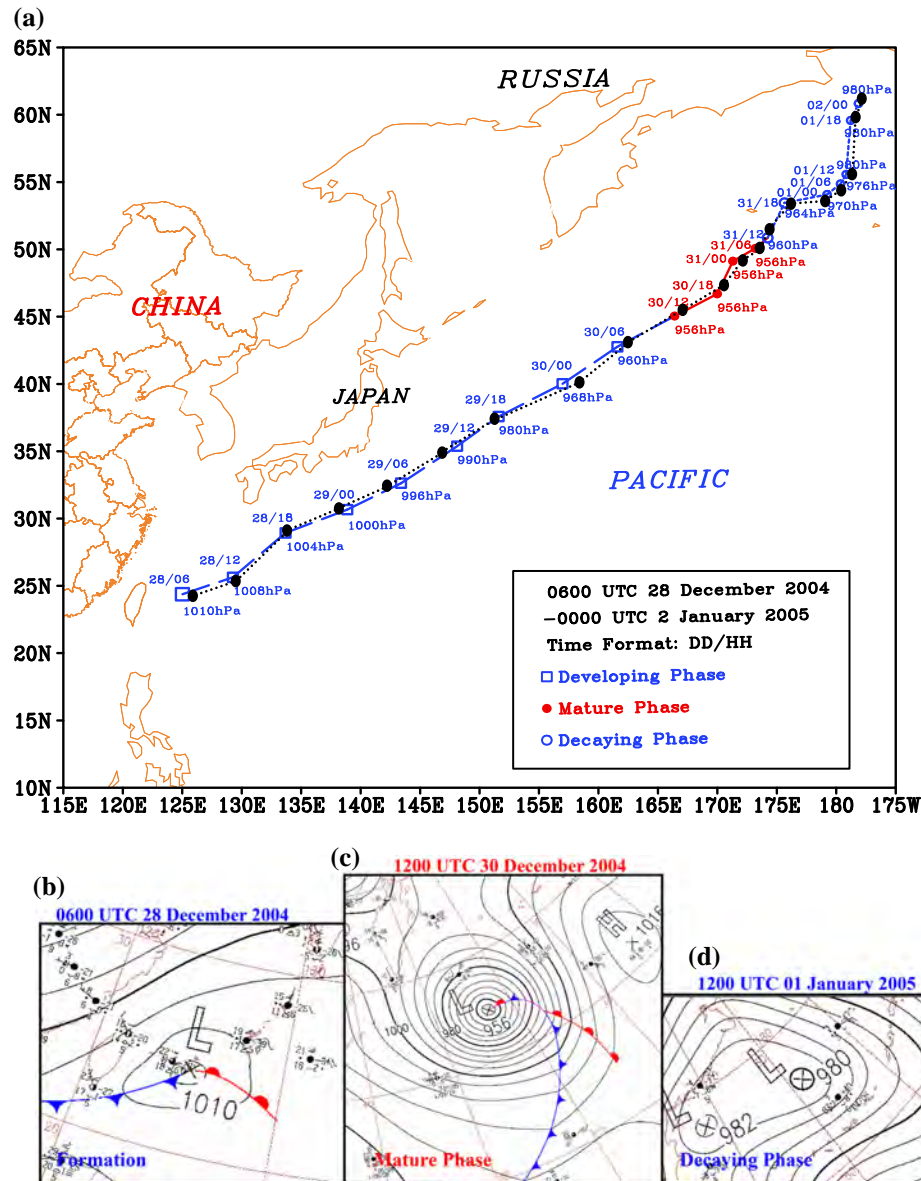 (a)
65N
60N
55N
50N
45N
40N
35N
30N
25N
20N
15N
10N
115E 120E 125E 130E 135E 140E 145E 150E 155E 160E 165E 170E 175E 180 175W
RUSSIA
CHINA
JAPAN
PACIFIC
980hPa
02/00
01/18
980hPa
01/12
980hPa
01/06
976hPa
01/00
970hPa
31/18
964hPa
31/12
960hPa
31/06
956hPa
31/00
956hPa
30/18
956hPa
30/12
956hPa
30/06
960hPa
30/00
968hPa
29/18
980hPa
29/12
990hPa
29/06
996hPa
29/00
1000hPa
28/18
1004hPa
28/12
1008hPa
28/06
1010hPa
0600 UTC 28 December 2004
-0000 UTC 2 January 2005
Time Format: DD/HH
Developing Phase
Mature Phase
Decaying Phase
(b)
0600 UTC 28 December 2004
30
L
1010
Formation
(c)
1200 UTC 30 December 2004
H
1016
L
1000
980
956
Mature Phase
(d)
1200 UTC 01 January 2005
L
980
L
982
Decaying Phase